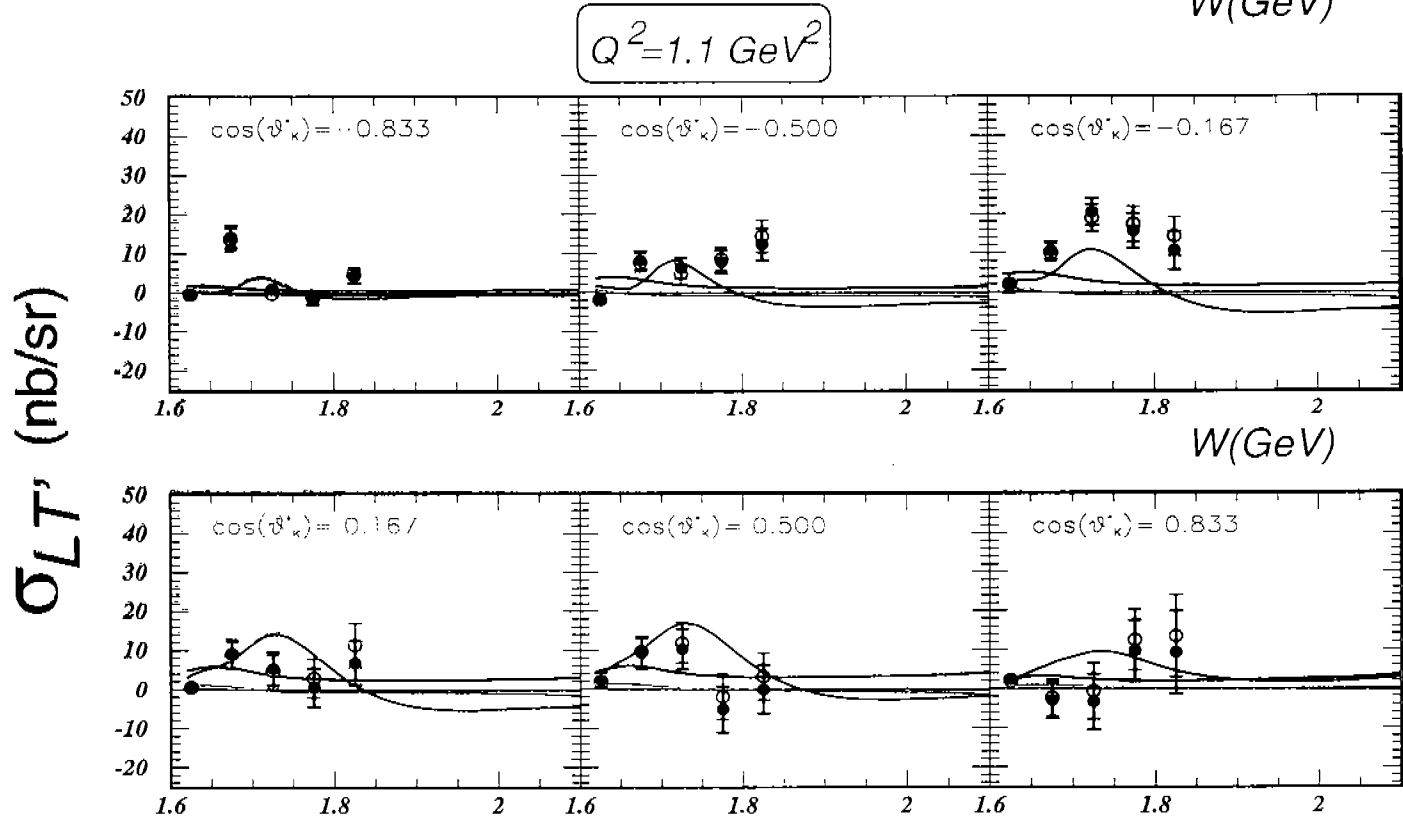 W(GeV)
Q²=1.1 GeV²
σLT' (nb/sr)
50
40
30
20
10
0
-10
-20
cos(ϑ*K)=-0.833
cos(ϑ*K)=-0.500
cos(ϑ*K)=-0.167
1.6 1.8 1.6 1.8 2 1.6 1.8 2
W(GeV)
50
40
30
20
10
0
-10
-20
cos(ϑ*K)= 0.167
cos(ϑ*K)= 0.500
cos(ϑ*K)= 0.833
1.6 1.8 1.6 1.8 2 1.6 1.8 2